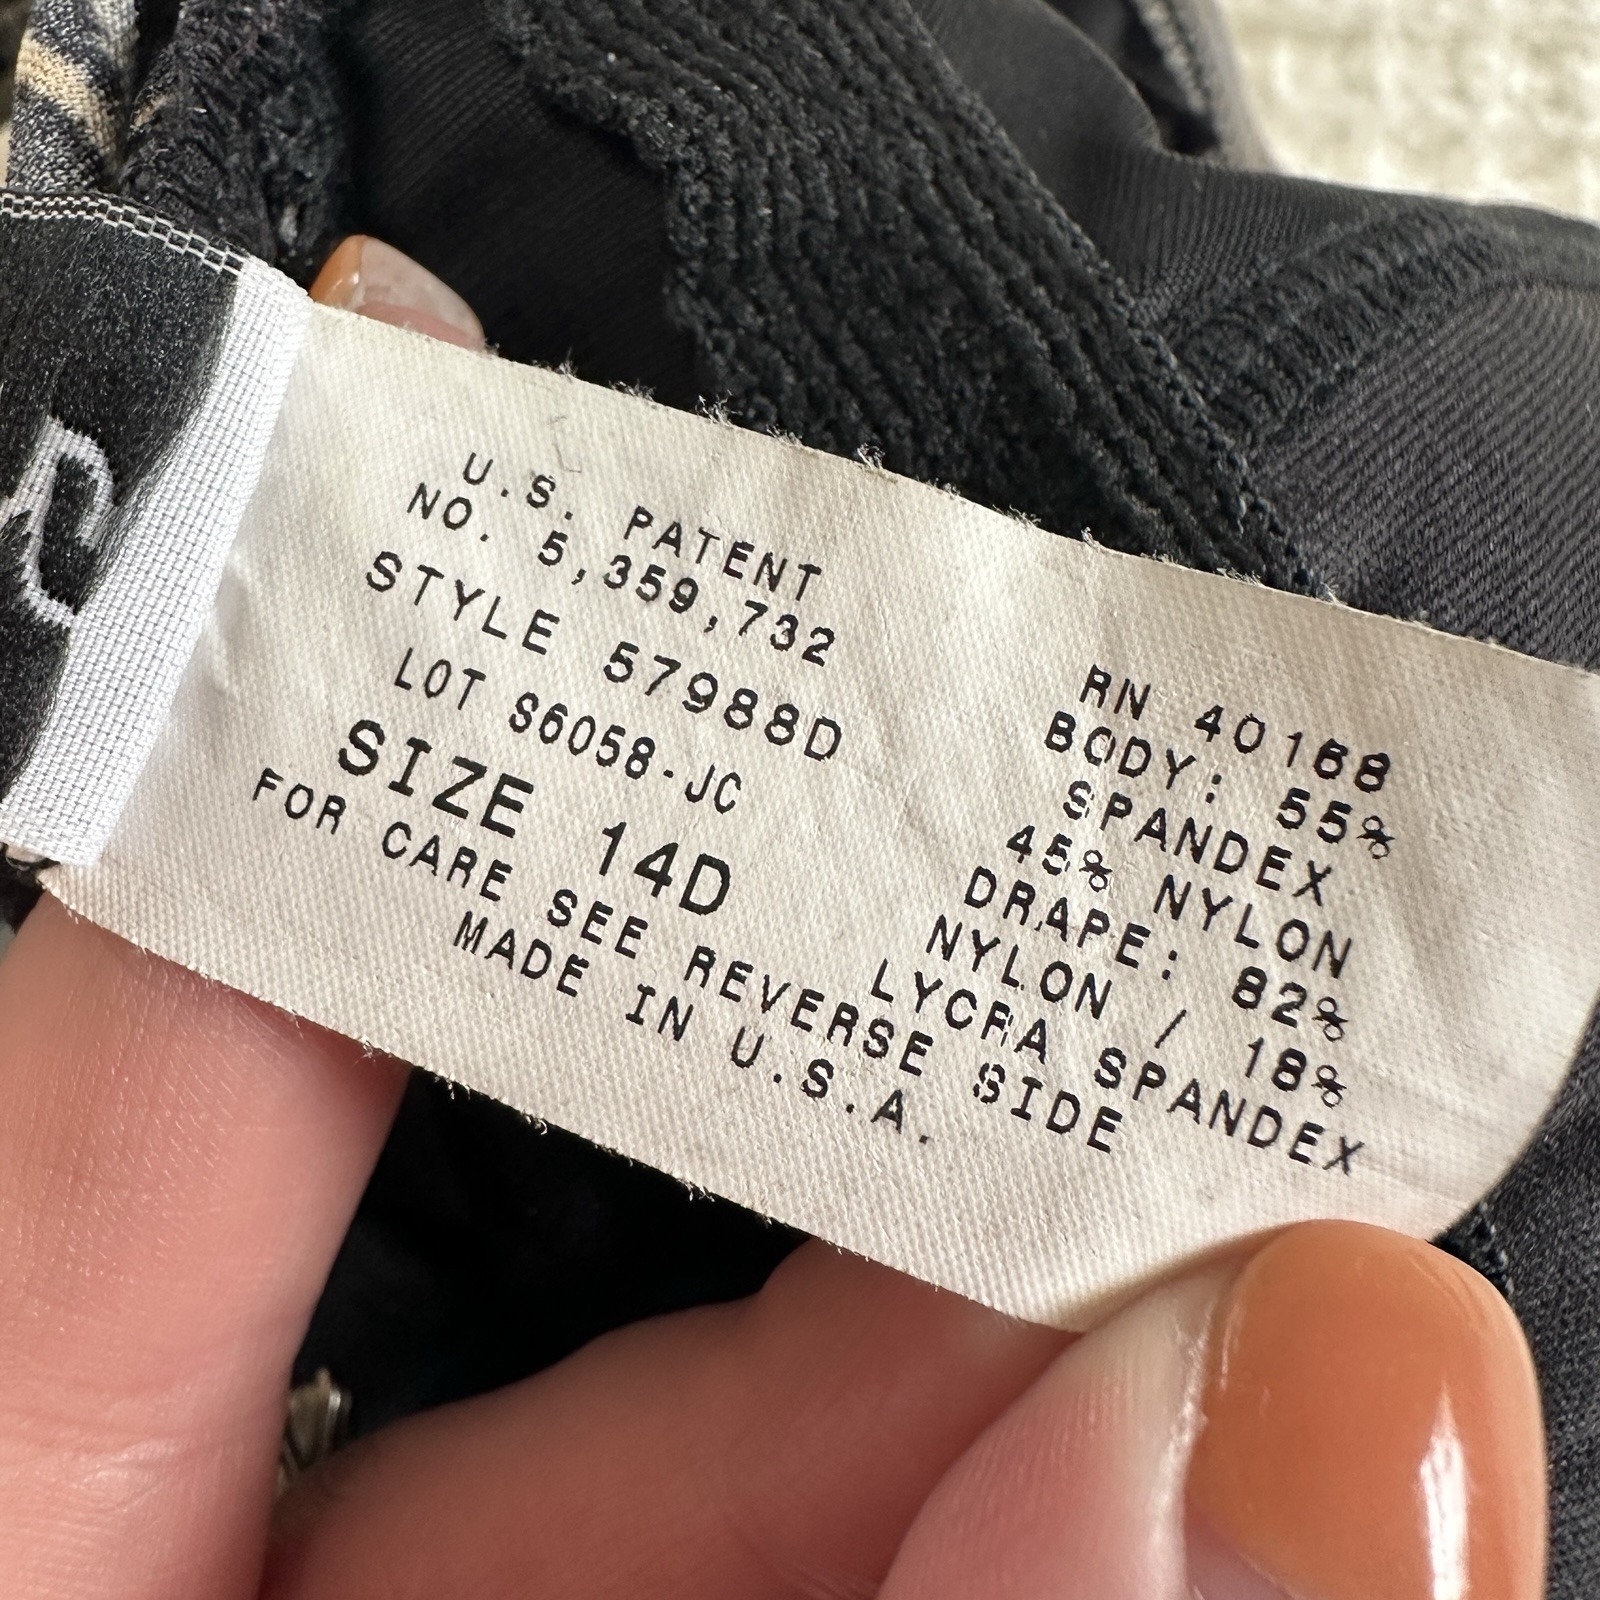 U.S. PATENT
NO. 5,359,732
STYLE 57988D
LOT S6058-JC
SIZE 14D
FOR CARE SEE REVERSE SIDE
MADE IN U.S.A.
RN 40168
BODY: 55%
SPANDEX
45% NYLON
DRAPE: 82%
NYLON / 18%
LYCRA SPANDEX